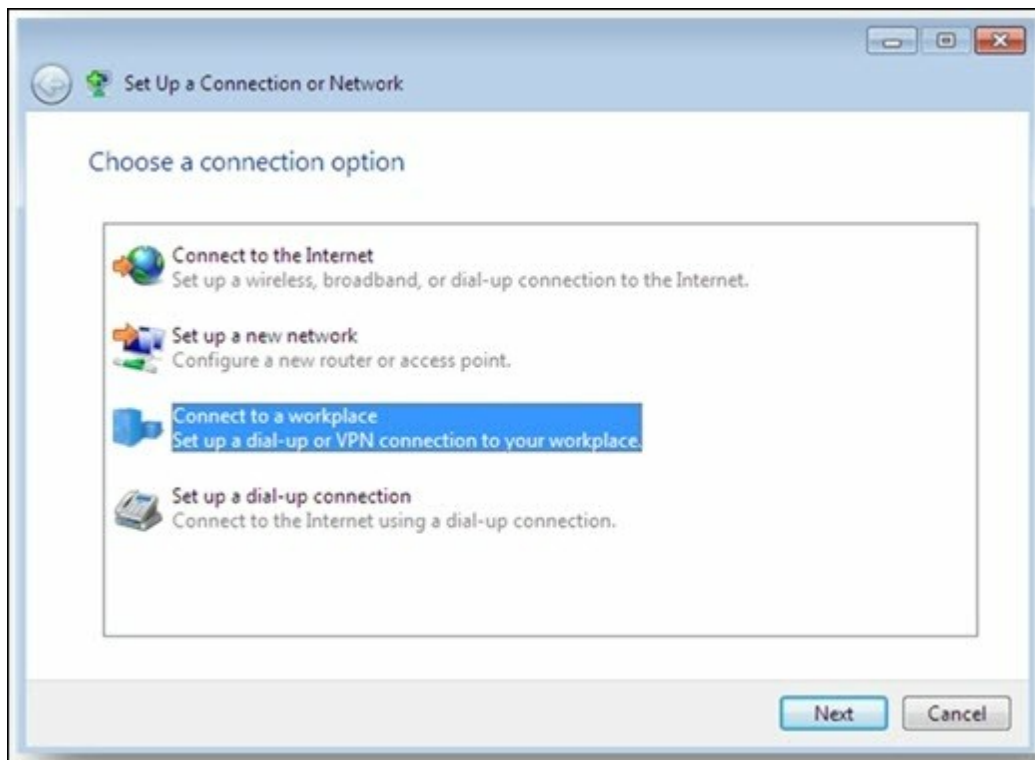 Set Up a Connection or Network
Choose a connection option
Connect to the Internet
Set up a wireless, broadband, or dial-up connection to the Internet.
Set up a new network
Configure a new router or access point.
Connect to a workplace
Set up a dial-up or VPN connection to your workplace.
Set up a dial-up connection
Connect to the Internet using a dial-up connection.
Next Cancel